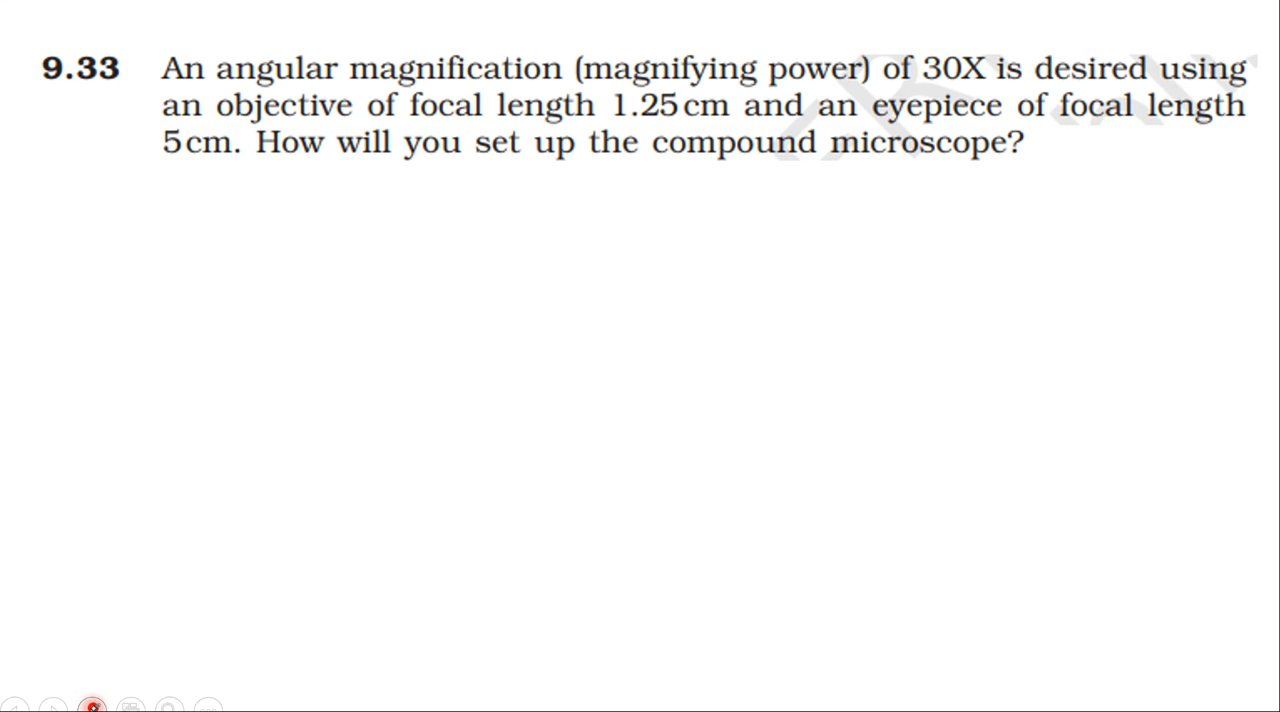 9.33 An angular magnification (magnifying power) of 30X is desired using
an objective of focal length 1.25 cm and an eyepiece of focal length
5 cm. How will you set up the compound microscope?